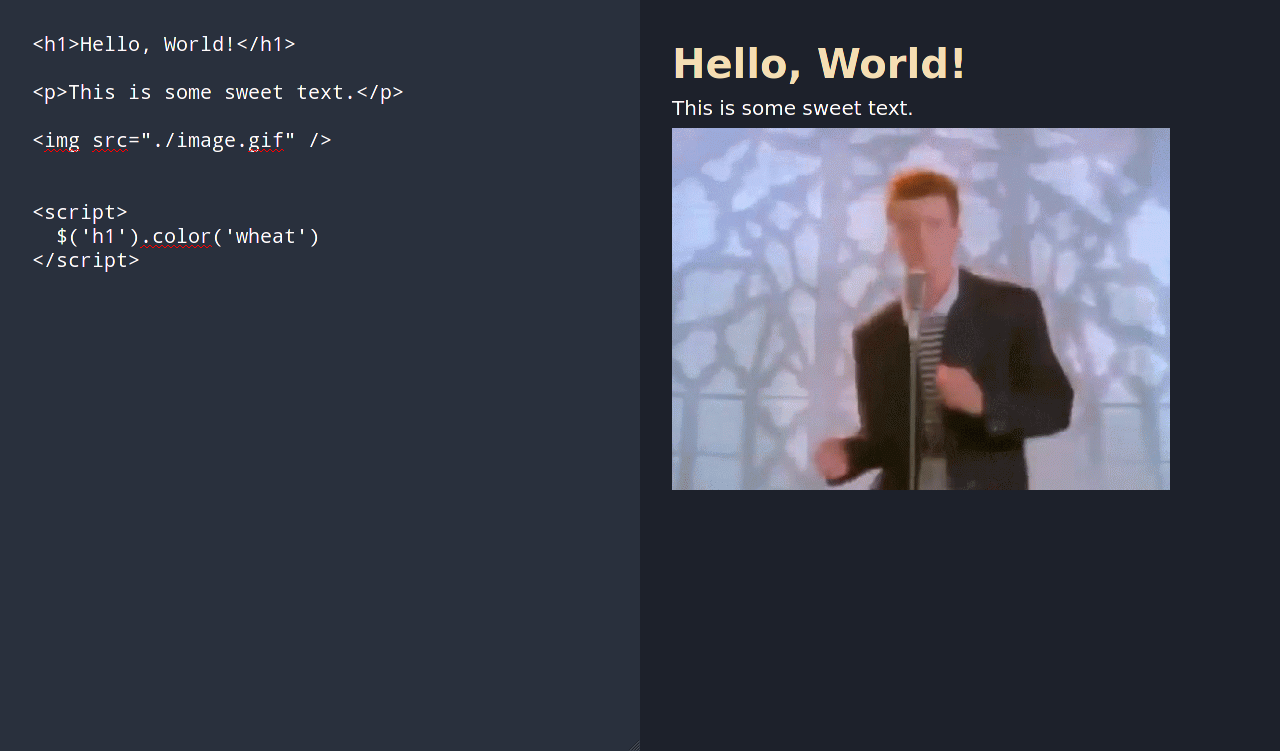 <h1>Hello, World!</h1>
<p>This is some sweet text.</p>
<img src="./image.gif" />
<script>
  $('h1').color('wheat')
</script>
Hello, World!
This is some sweet text.